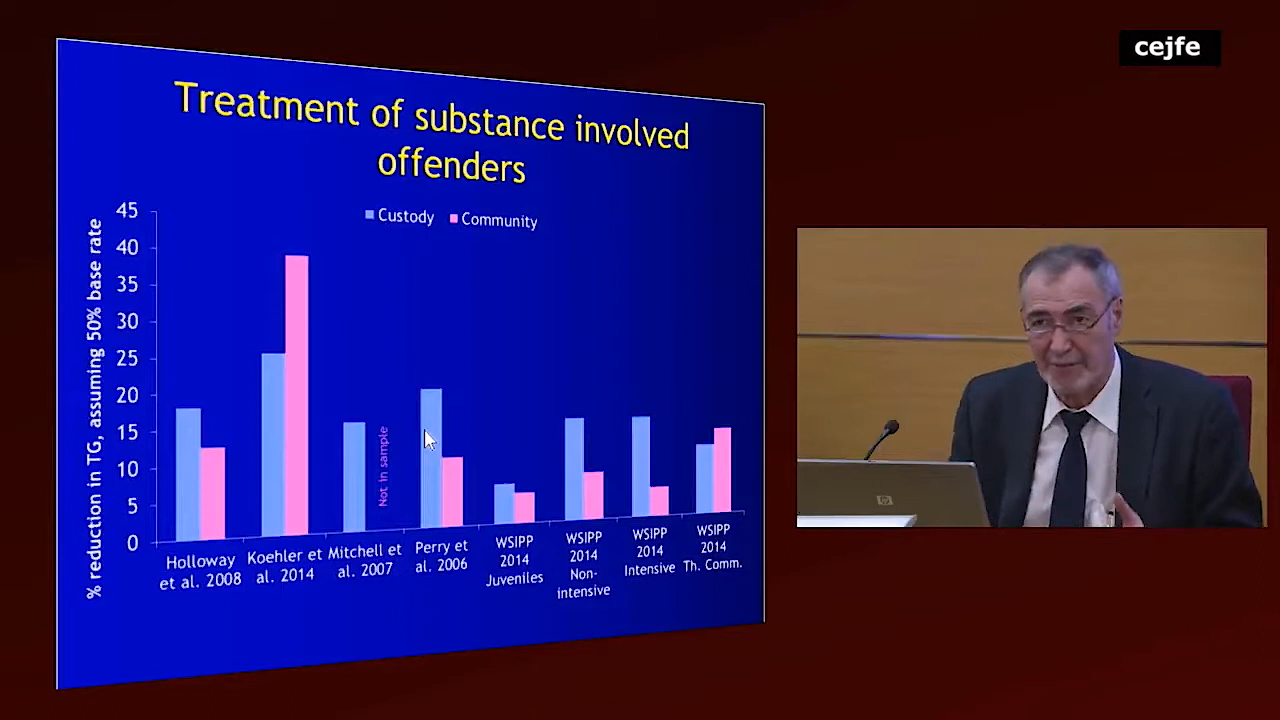 cejfe
Treatment of substance involved
offenders
Custody
Community
% reduction in TG, assuming 50% base rate
45
40
35
30
25
20
15
10
5
0
Not in sample
Holloway
et al. 2008
Koehler et
al. 2014
Mitchell et
al. 2007
Perry et
al. 2006
WSIPP
2014
Juveniles
WSIPP
2014
Non-
intensive
WSIPP
2014
Intensive
WSIPP
2014
Th. Comm.
hp